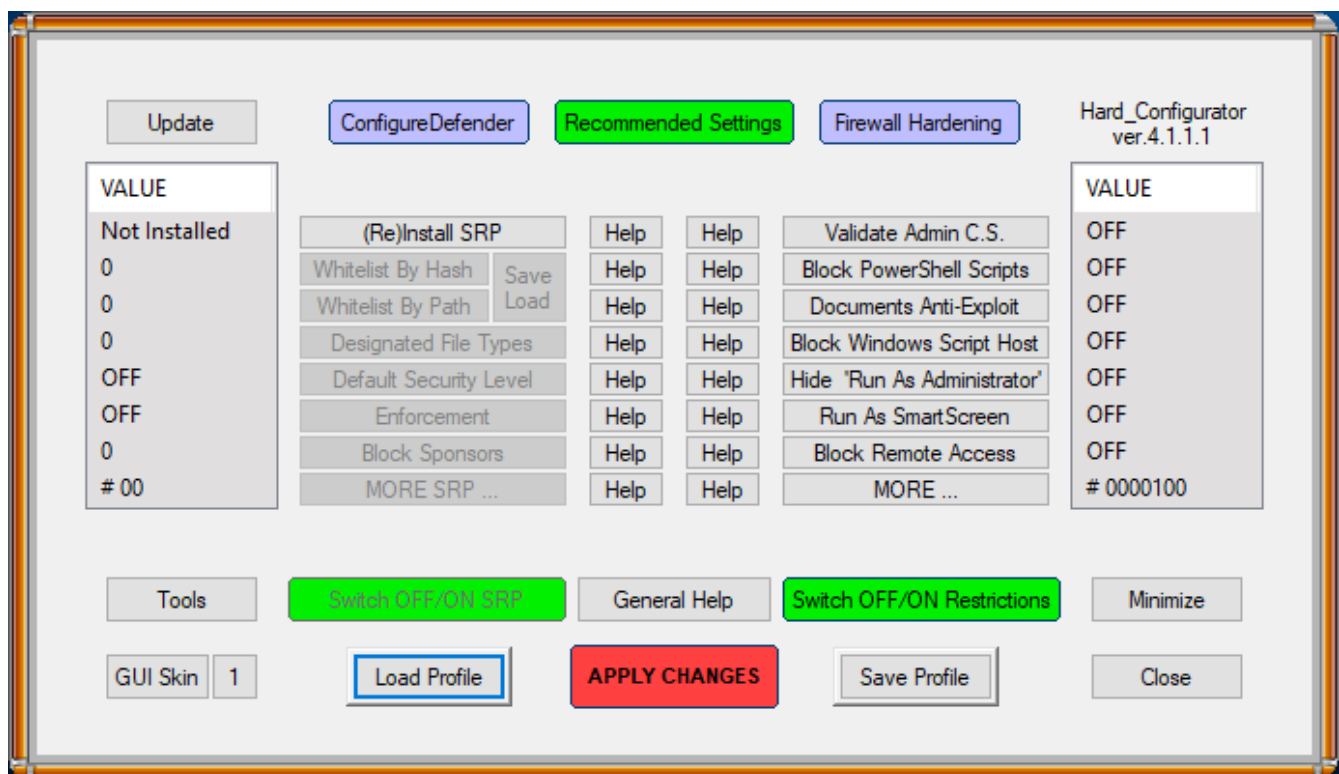 Update ConfigureDefender Recommended Settings Firewall Hardening Hard_Configurator
ver.4.1.1.1
VALUE VALUE
Not Installed (Re)Install SRP Help Help Validate Admin C.S. OFF
0 Whitelist By Hash Save Help Help Block PowerShell Scripts OFF
0 Whitelist By Path Load Help Help Documents Anti-Exploit OFF
0 Designated File Types Help Help Block Windows Script Host OFF
OFF Default Security Level Help Help Hide 'Run As Administrator' OFF
OFF Enforcement Help Help Run As SmartScreen OFF
0 Block Sponsors Help Help Block Remote Access OFF
# 00 MORE SRP ... Help Help MORE ... # 0000100
Tools Switch OFF/ON SRP General Help Switch OFF/ON Restrictions Minimize
GUI Skin 1 Load Profile APPLY CHANGES Save Profile Close